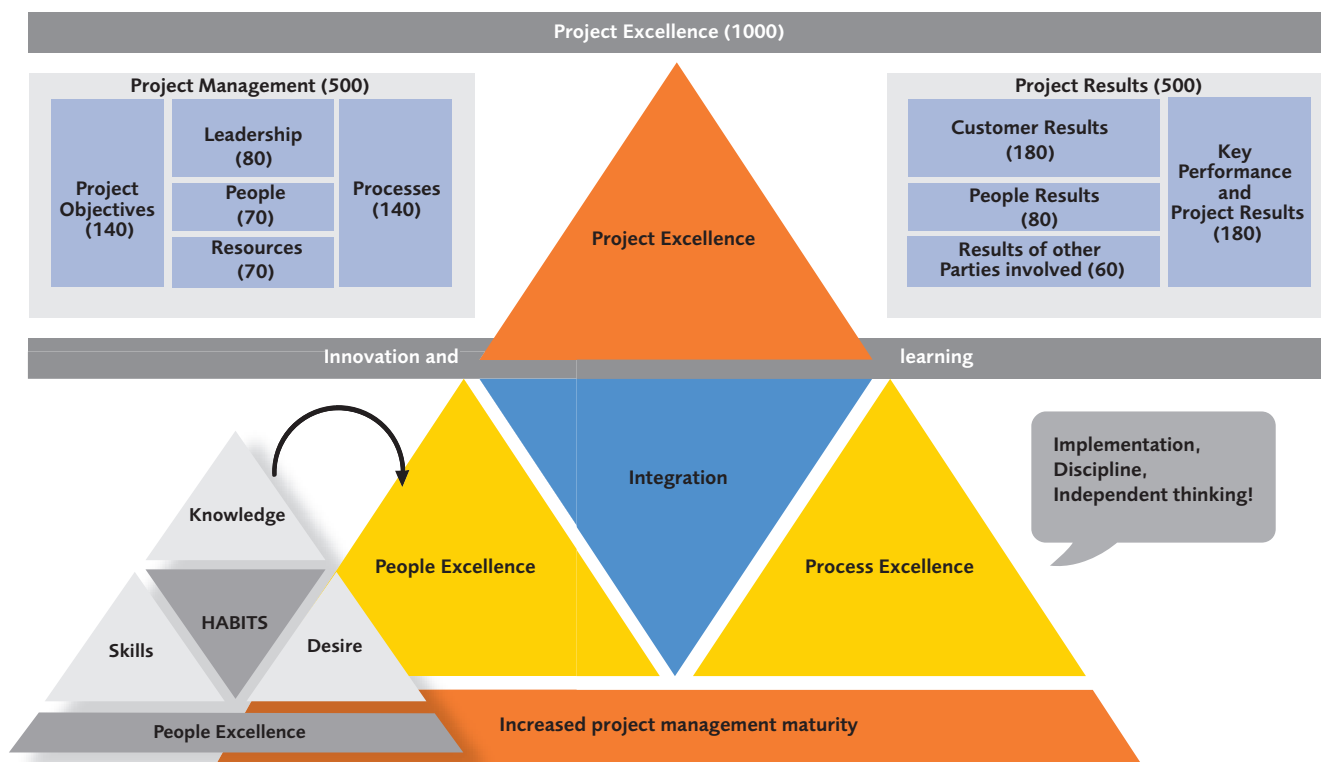 Project Excellence (1000)
Project Management (500)
Project
Objectives
(140)
Leadership
(80)
People
(70)
Resources
(70)
Processes
(140)
Project Excellence
Project Results (500)
Customer Results
(180)
People Results
(80)
Results of other
Parties involved (60)
Key
Performance
and
Project Results
(180)
Innovation and
learning
Knowledge
HABITS
Skills
Desire
People Excellence
People Excellence
Integration
Process Excellence
Implementation,
Discipline,
Independent thinking!
Increased project management maturity